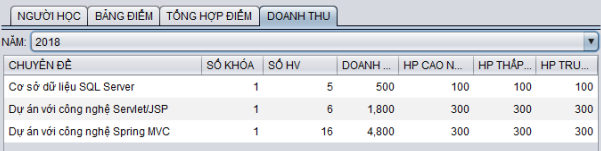 NGƯỜI HỌC BẢNG ĐIỂM TỔNG HỢP ĐIỂM DOANH THU
NĂM: 2018
CHUYÊN ĐỀ SỐ KHÓA SỐ HV DOANH ... HP CAO N... HP THẤP... HP TRU...
Cơ sở dữ liệu SQL Server 1 5 500 100 100 100
Dự án với công nghệ Servlet/JSP 1 6 1,800 300 300 300
Dự án với công nghệ Spring MVC 1 16 4,800 300 300 300